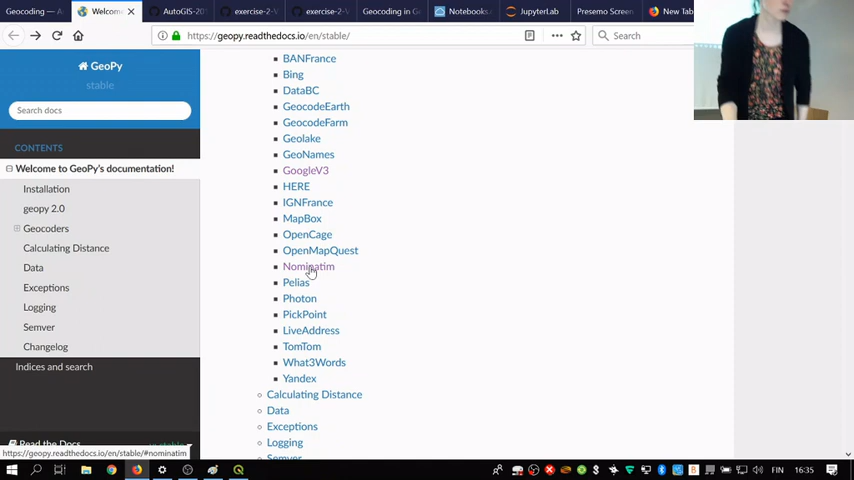 Geocoding —
Welcome
AutoGIS-201
exercise-2-
exercise-2-V
Geocoding in G
Notebooks
JupyterLab
Presemo Screen
New Tab
https://geopy.readthedocs.io/en/stable/
Search
GeoPy
stable
Search docs
CONTENTS
Welcome to GeoPy's documentation!
Installation
geopy 2.0
Geocoders
Calculating Distance
Data
Exceptions
Logging
Semver
Changelog
Indices and search
Read the Docs
BANFrance
Bing
DataBC
GeocodeEarth
GeocodeFarm
Geolake
GeoNames
GoogleV3
HERE
IGNFrance
MapBox
OpenCage
OpenMapQuest
Nominatim
Pelias
Photon
PickPoint
LiveAddress
TomTom
What3Words
Yandex
Calculating Distance
Data
Exceptions
Logging
Semver
https://geopy.readthedocs.io/en/stable/#nominatim
FIN
16:35